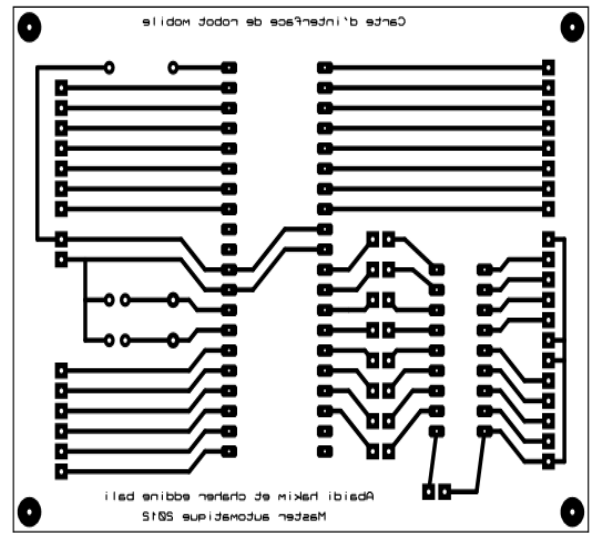 Carte d'interface de robot mobile
Abaidi hakim et chaher eddine bali
Master automatique 2012